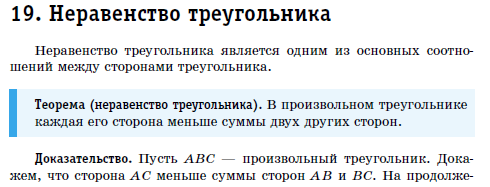 19. Неравенство треугольника
Неравенство треугольника является одним из основных соотно-
шений между сторонами треугольника.
Теорема (неравенство треугольника). В произвольном треугольнике
каждая его сторона меньше суммы двух других сторон.
Доказательство. Пусть ABC — произвольный треугольник. Дока-
жем, что сторона AC меньше суммы сторон AB и BC. На продолже-